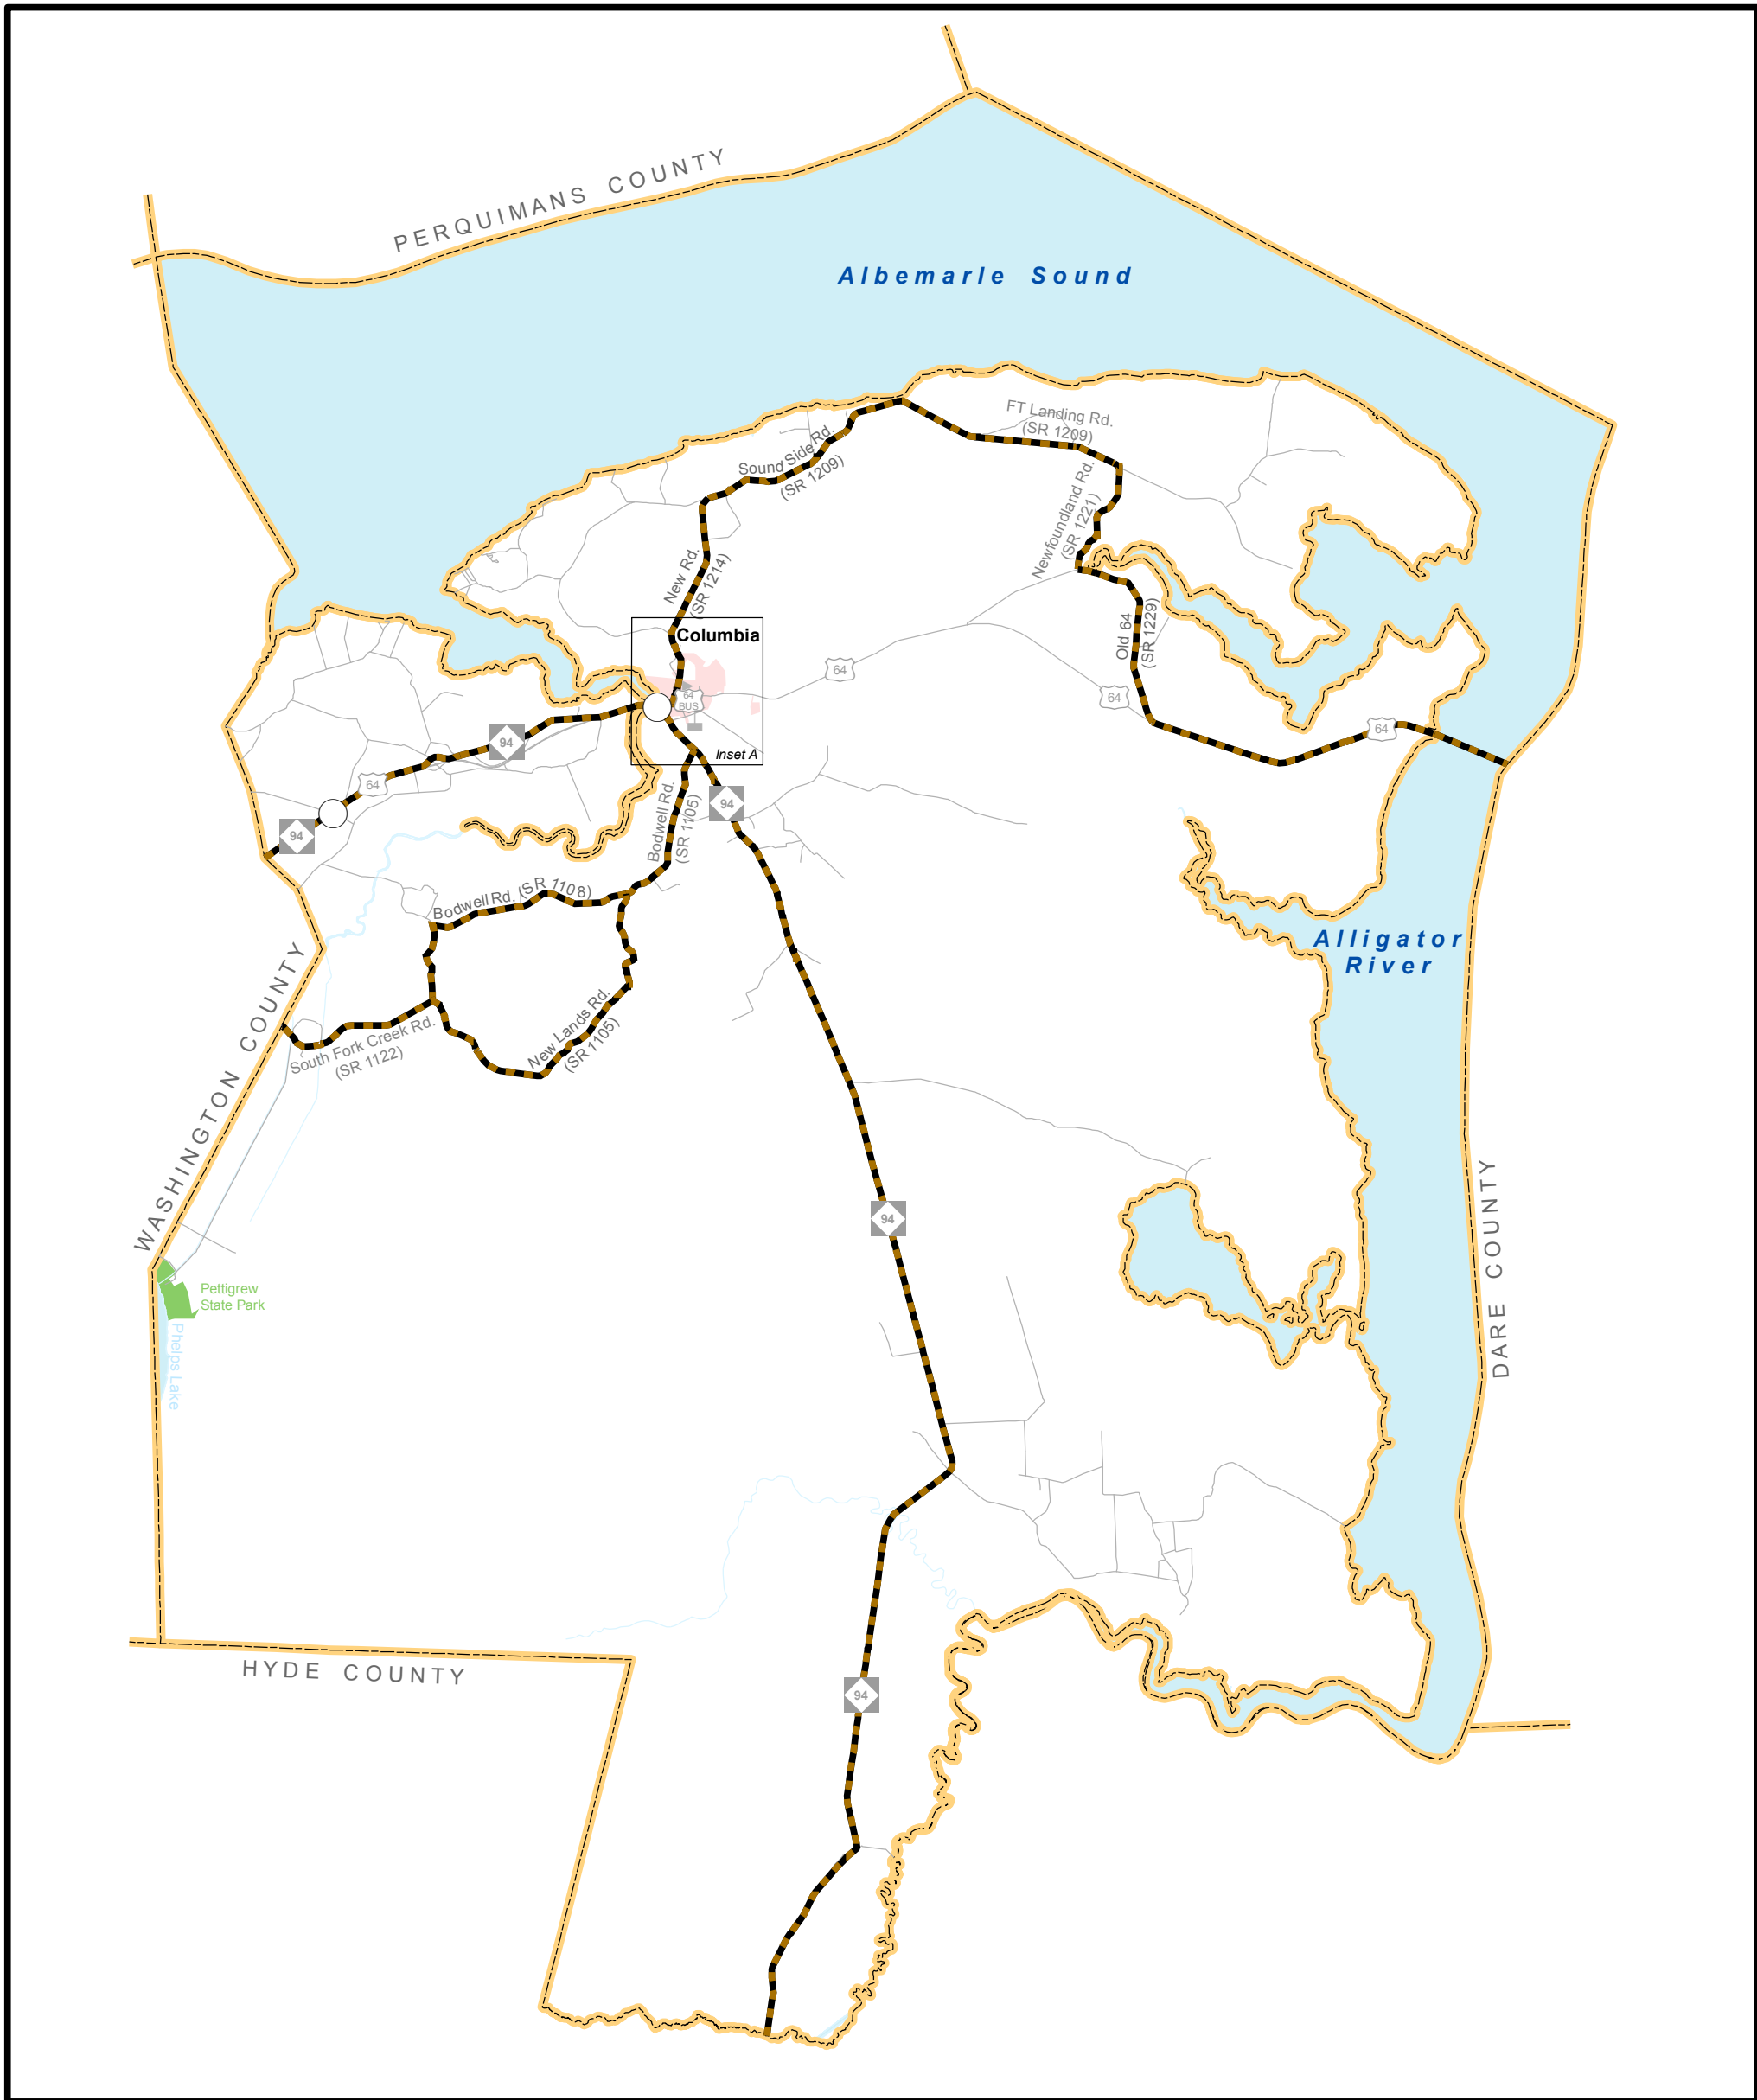 PERQUIMANS COUNTY
Albemarle Sound
FT Landing Rd.
(SR 1209)
Sound Side Rd.
(SR 1209)
Newfoundland Rd.
(SR 1221)
New Rd.
(SR 1214)
Columbia
Old 64
(SR1229)
64
64
64
BUS
64
94
Inset A
64
94
94
Bodwell Rd.
(SR 1105)
Bodwell Rd. (SR 1108)
Alligator
River
WASHINGTON COUNTY
South Fork Creek Rd.
(SR 1122)
New Lands Rd.
(SR 1105)
94
DARE COUNTY
Pettigrew
State Park
Phelps Lake
HYDE COUNTY
94